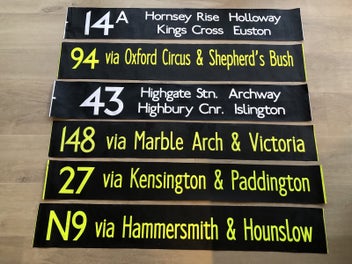 14A Hornsey Rise Holloway
Kings Cross Euston
94 via Oxford Circus & Shepherd's Bush
43 Highgate Stn. Archway
Highbury Cnr. Islington
148 via Marble Arch & Victoria
27 via Kensington & Paddington
N9 via Hammersmith & Hounslow